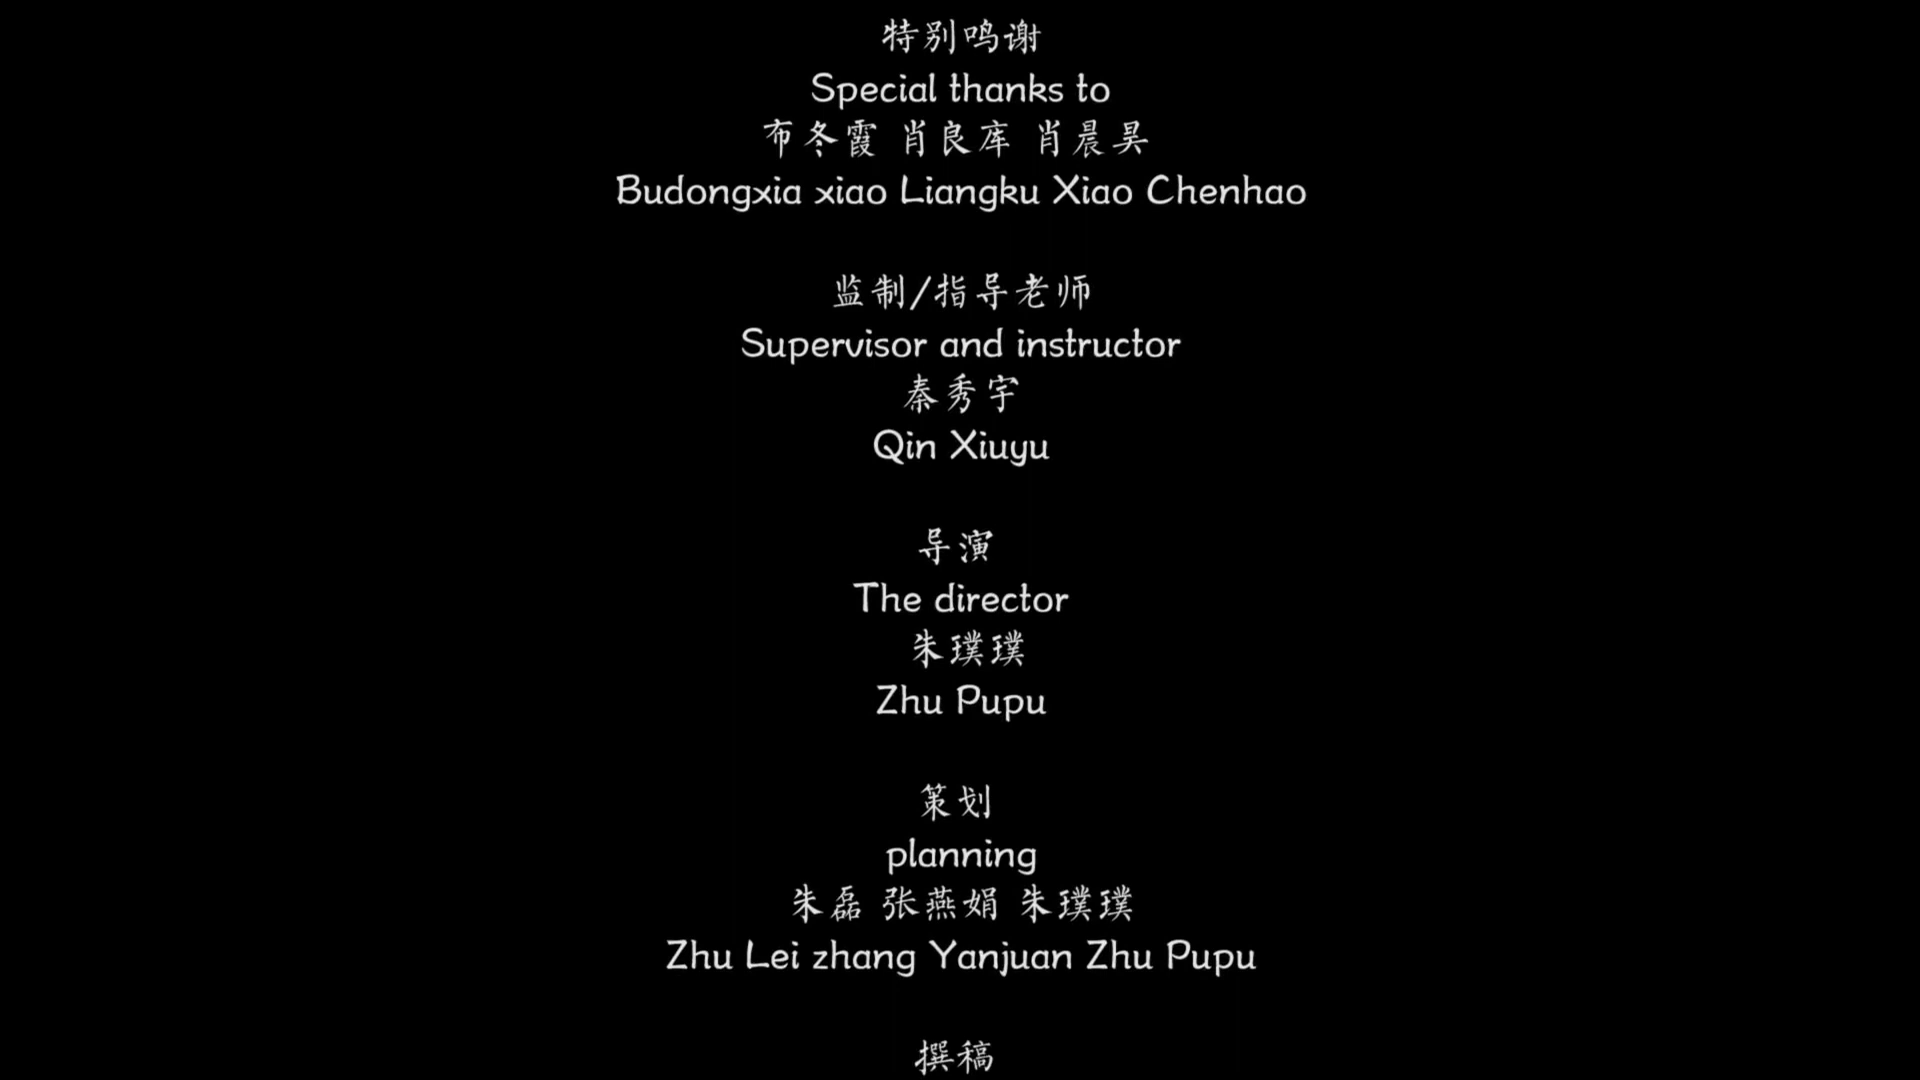 特别鸣谢
Special thanks to
布冬霞 肖良库 肖晨昊
Budongxia xiao Liangku Xiao Chenhao
监制/指导老师
Supervisor and instructor
秦秀宇
Qin Xiuyu
导演
The director
朱璞璞
Zhu Pupu
策划
planning
朱磊 张燕娟 朱璞璞
Zhu Lei zhang Yanjuan Zhu Pupu
撰稿